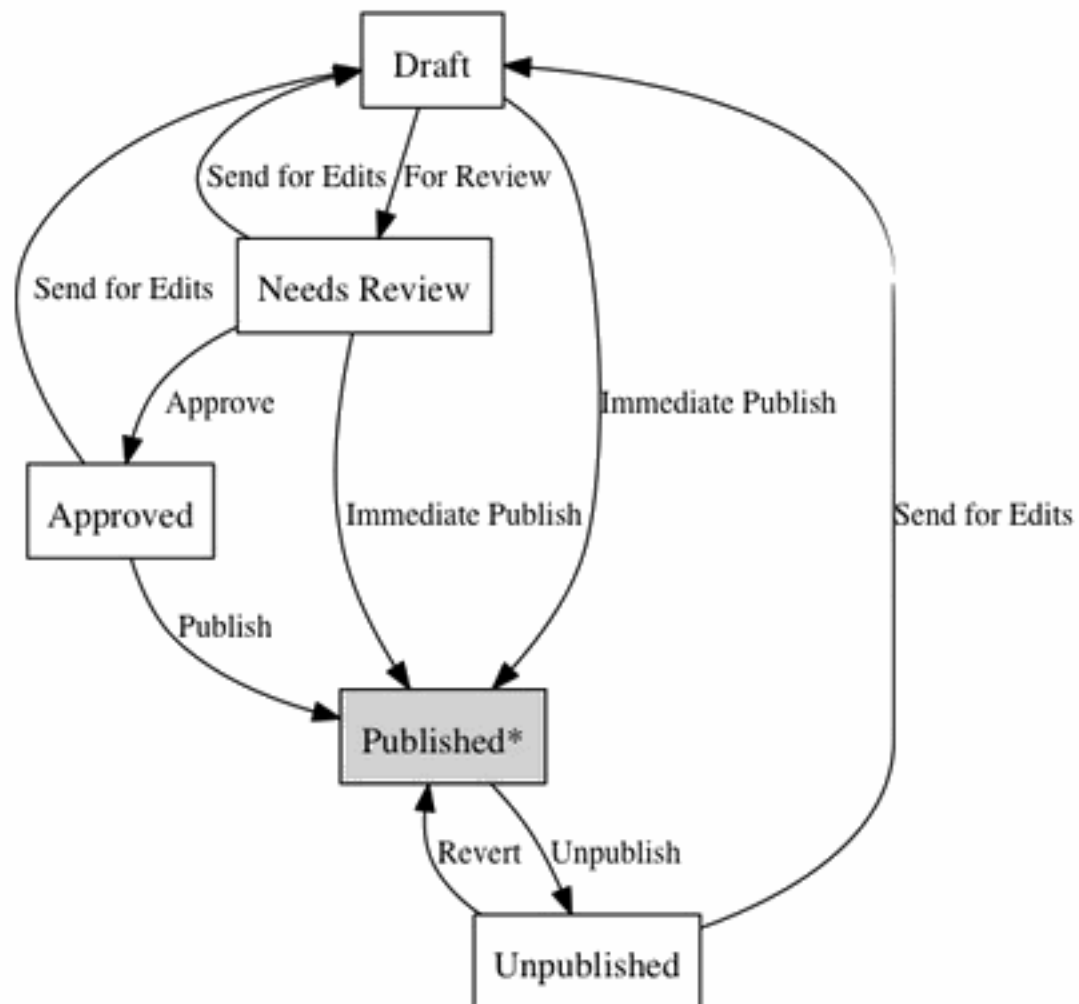 Draft
Send for Edits
For Review
Send for Edits
Needs Review
Approve
Immediate Publish
Approved
Immediate Publish
Send for Edits
Publish
Published*
Revert
Unpublish
Unpublished